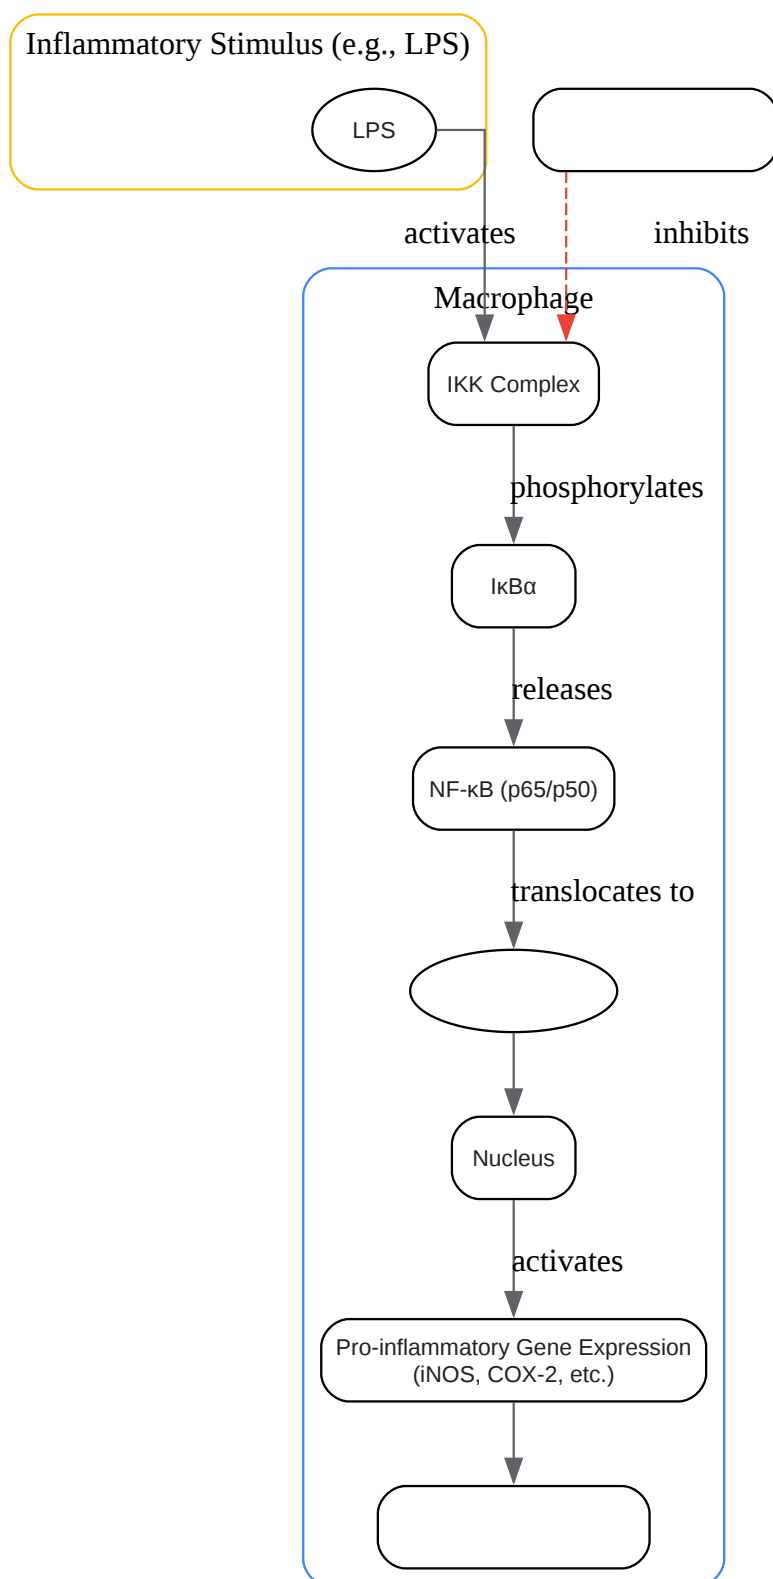 Inflammatory Stimulus (e.g., LPS)
LPS
activates
inhibits
Macrophage
IKK Complex
phosphorylates
IκBα
releases
NF-κB (p65/p50)
translocates to
Nucleus
activates
Pro-inflammatory Gene Expression
(iNOS, COX-2, etc.)